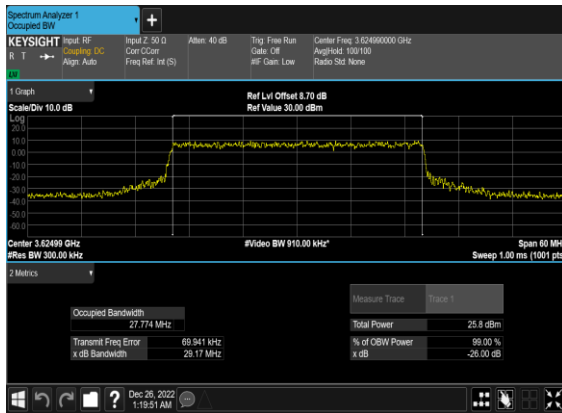 Spectrum Analyzer 1
Occupied BW
KEYSIGHT
R T
LXI
Input: RF
Coupling: DC
Align: Auto
Input Z: 50 Ω
Corr CCorr
Freq Ref: Int (S)
Atten: 40 dB
Trig: Free Run
Gate: Off
#IF Gain: Low
Center Freq: 3.624990000 GHz
Avg|Hold: 100/100
Radio Std: None
1 Graph
Scale/Div 10.0 dB
Ref Lvl Offset 8.70 dB
Ref Value 30.00 dBm
Log
20.0
10.0
0.00
-10.0
-20.0
-30.0
-40.0
-50.0
-60.0
Center 3.62499 GHz
#Res BW 300.00 kHz
#Video BW 910.00 kHz*
Span 60 MH
Sweep 1.00 ms (1001 pts
2 Metrics
Measure Trace
Trace 1
Occupied Bandwidth
27.774 MHz
Total Power
25.8 dBm
Transmit Freq Error
69.941 kHz
% of OBW Power
99.00 %
x dB Bandwidth
29.17 MHz
x dB
-26.00 dB
Dec 26, 2022
1:19:51 AM